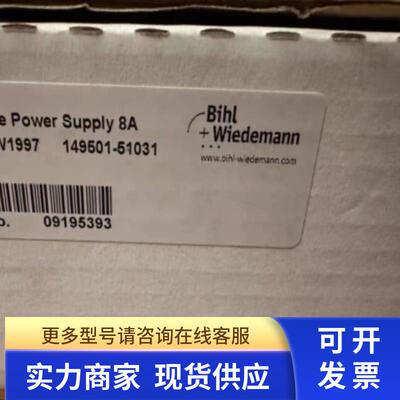 e Power Supply 8A
W1997 149501-51031
o. 09195393
Bihl
+Wiedemann
www.bihl-wiedemann.com
更多型号请咨询在线客服
实力商家 现货供应
可开
发票